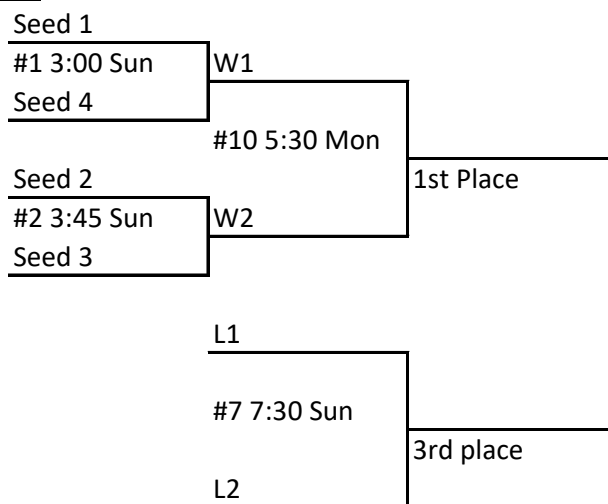 Seed 1
#1 3:00 Sun
W1
Seed 4
#10 5:30 Mon
Seed 2
1st Place
#2 3:45 Sun
W2
Seed 3
L1
#7 7:30 Sun
3rd place
L2